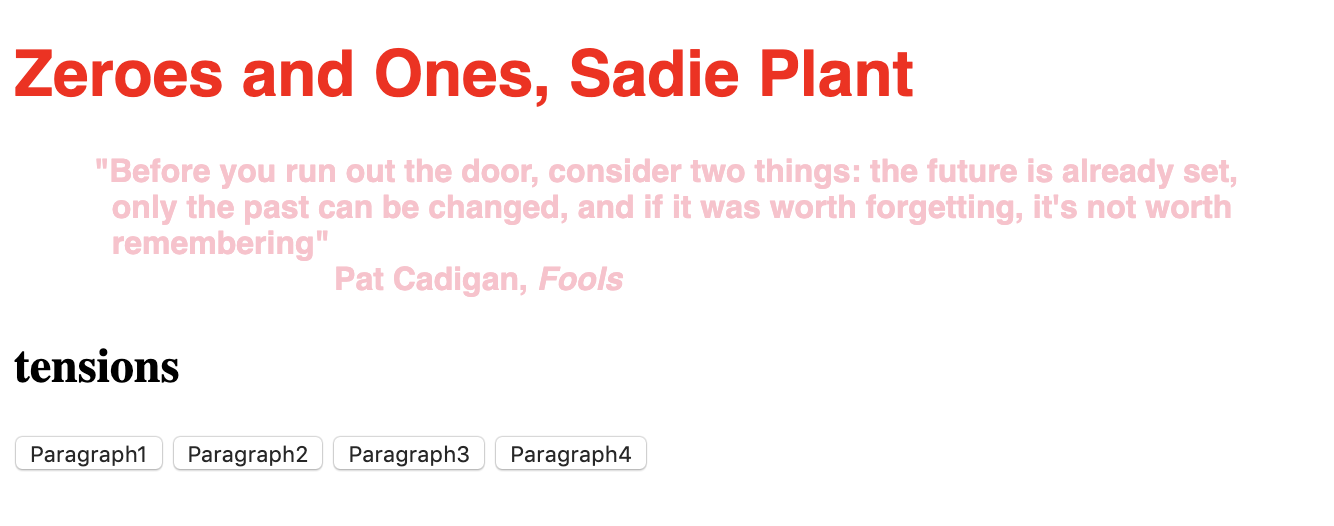 Zeroes and Ones, Sadie Plant
"Before you run out the door, consider two things: the future is already set,
only the past can be changed, and if it was worth forgetting, it's not worth
remembering"
Pat Cadigan, Fools
tensions
Paragraph1 Paragraph2 Paragraph3 Paragraph4